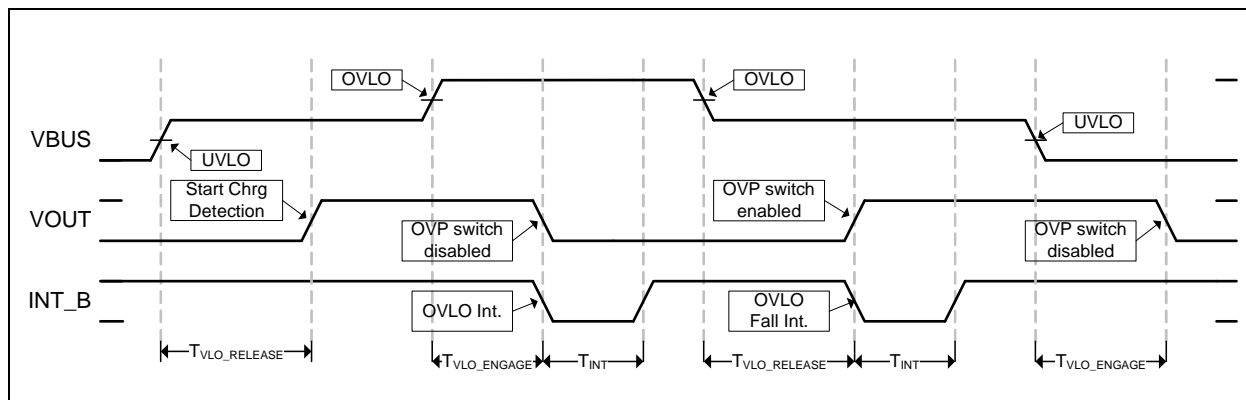 OVLO
OVLO
VBUS
UVLO
UVLO
Start Chrg
Detection
OVP switch
enabled
VOUT
OVP switch
disabled
OVP switch
disabled
INT_B
OVLO Int.
OVLO
Fall Int.
TVLO_RELEASE
TVLO_ENGAGE
TINT
TVLO_RELEASE
TINT
TVLO_ENGAGE